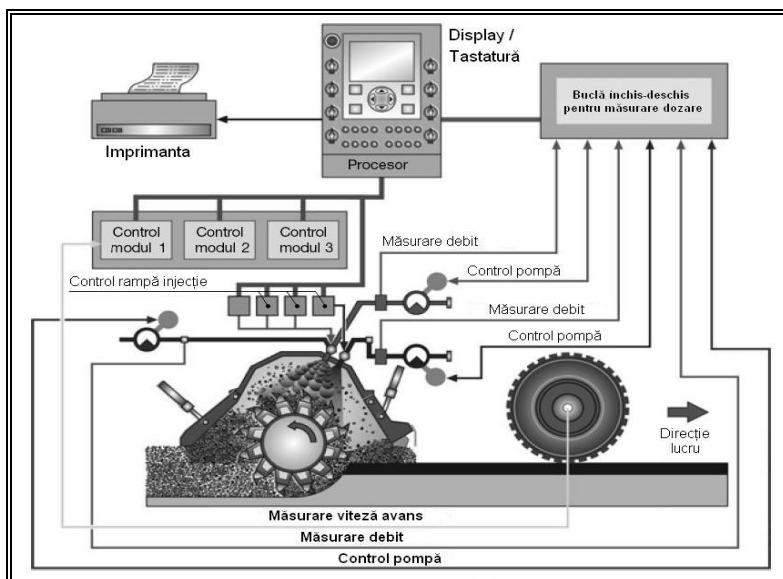 Display /
Tastatură
Buclă închis-deschis
pentru măsurare dozare
Imprimanta
Procesor
Control
modul 1
Control
modul 2
Control
modul 3
Măsurare debit
Control rampă injecție
Control pompă
Măsurare debit
Control pompă
Direcție
lucru
Măsurare viteză avans
Măsurare debit
Control pompă